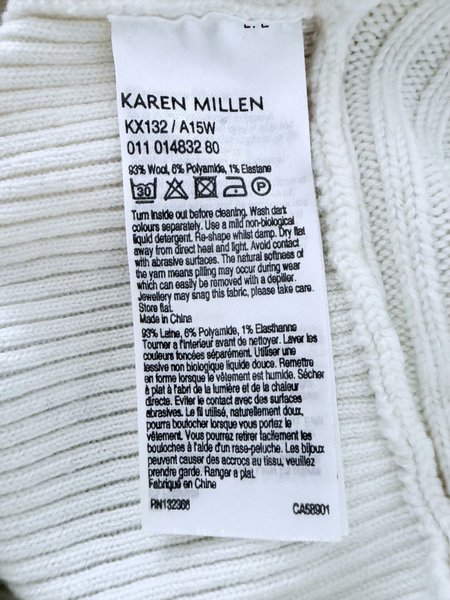 KAREN MILLEN
KX132 / A15W
011 014832 80
93% Wool, 6% Polyamide, 1% Elastane
30
P
Turn inside out before cleaning. Wash dark
colours separately. Use a mild non-biological
liquid detergent. Re-shape whilst damp. Dry flat
away from direct heat and light. Avoid contact
with abrasive surfaces. The natural softness of
the yarn means pilling may occur during wear
which can easily be removed with a depiller.
Jewellery may snag this fabric, please take care.
Store flat.
Made in China
93% Laine, 6% Polyamide, 1% Elasthanne
Tourner a l'interieur avant de nettoyer. Laver les
couleurs foncées séparément. Utiliser une
lessive non biologique liquide douce. Remettre
en forme lorsque le vêtement est humide. Sécher
à plat à l'abri de la lumière et de la chaleur
directe. Eviter le contact avec des surfaces
abrasives. Le fil utilisé, naturellement doux,
pourra boulocher lorsque vous portez le
vêtement. Vous pourrez retirer facilement les
bouloches à l'aide d'un rase-peluche. Les bijoux
peuvent causer des accrocs au tissu, veuillez
prendre garde. Ranger a plat.
Fabriqué en Chine
RN132366 CA58901